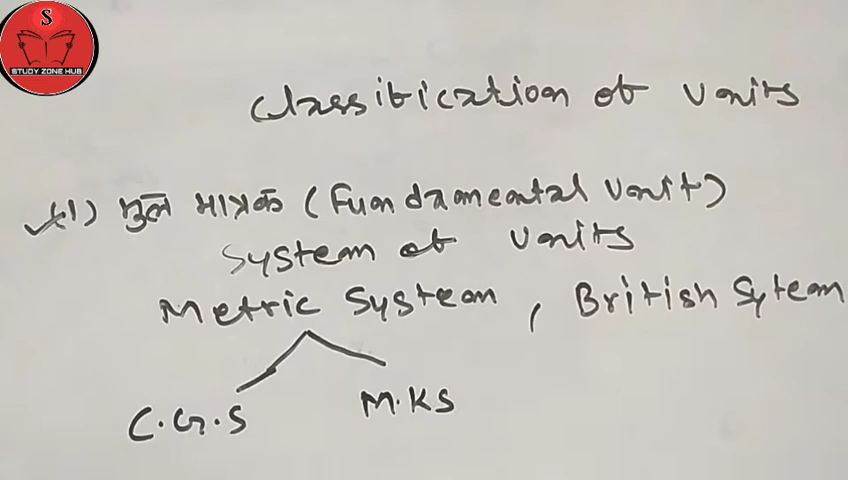 S
STUDY ZONE HUB
Classification of Units
(1) मुल मात्रक (Fundamental Unit)
System of Units
Metric System, British Sytem
C.G.S M.KS